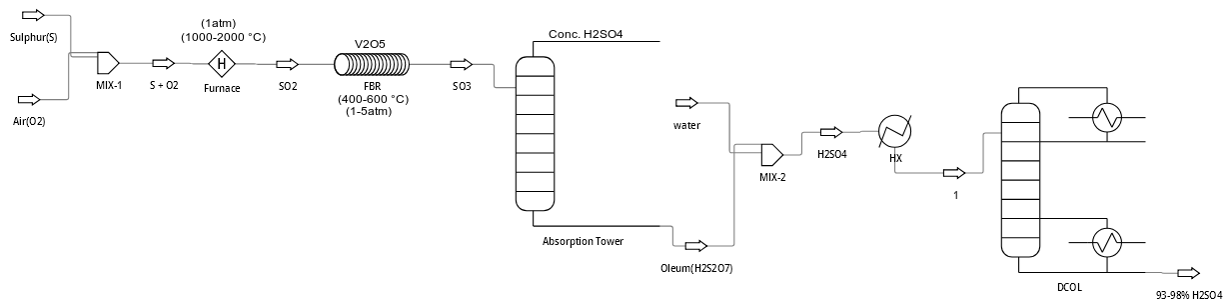 Sulphur(S)
Air(O2)
MIX-1
S + O2
(1atm)
(1000-2000 °C)
H
Furnace
SO2
V2O5
FBR
(400-600 °C)
(1-5atm)
SO3
Conc. H2SO4
Absorption Tower
Oleum(H2S2O7)
water
MIX-2
H2SO4
HX
1
DCOL
93-98% H2SO4